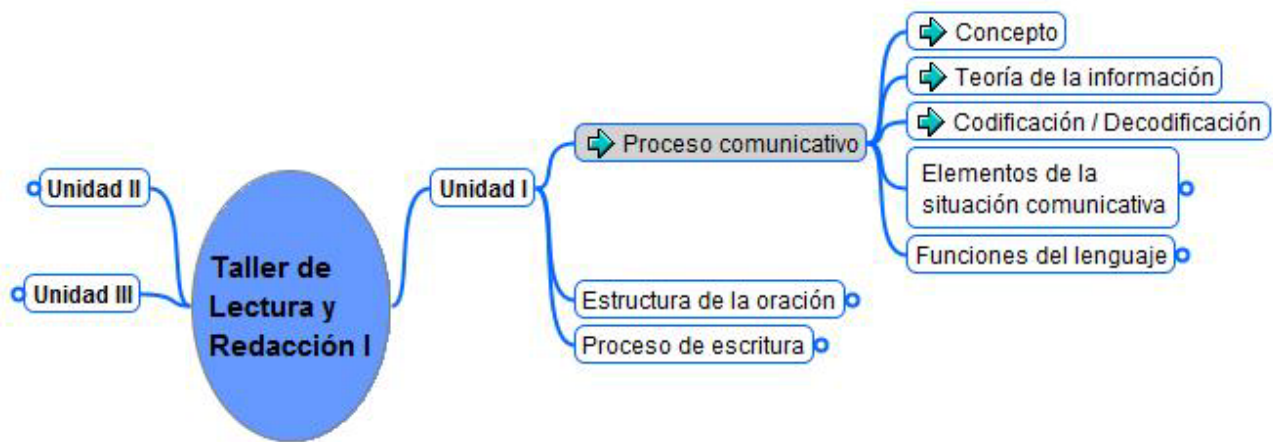 Taller de
Lectura y
Redacción I
Unidad I
Proceso comunicativo
Concepto
Teoría de la información
Codificación / Decodificación
Elementos de la
situación comunicativa
Funciones del lenguaje
Estructura de la oración
Proceso de escritura
Unidad II
Unidad III